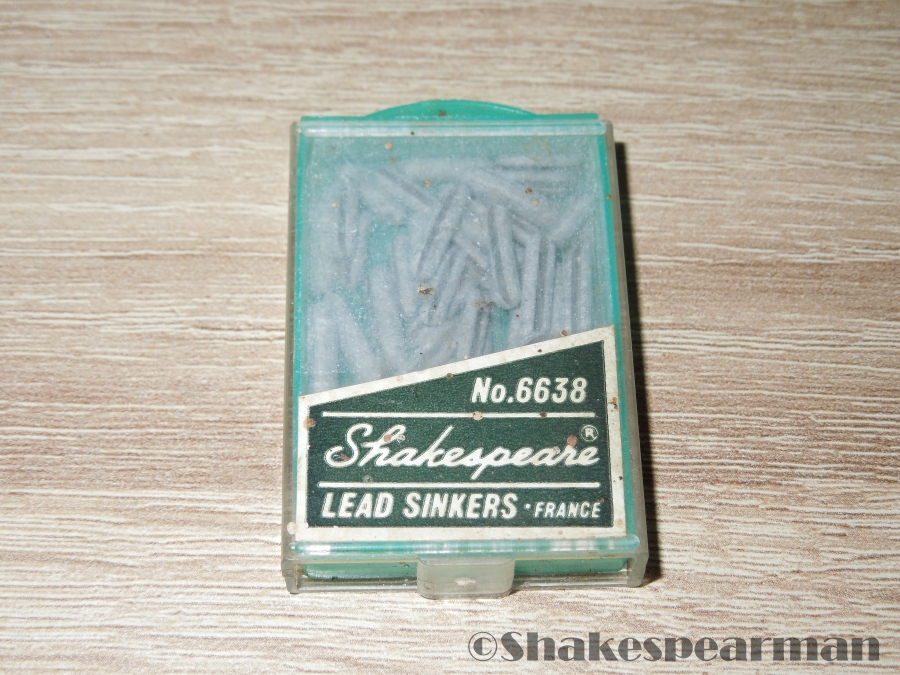 No.6638
Shakespeare®
LEAD SINKERS · FRANCE
©Shakespearman